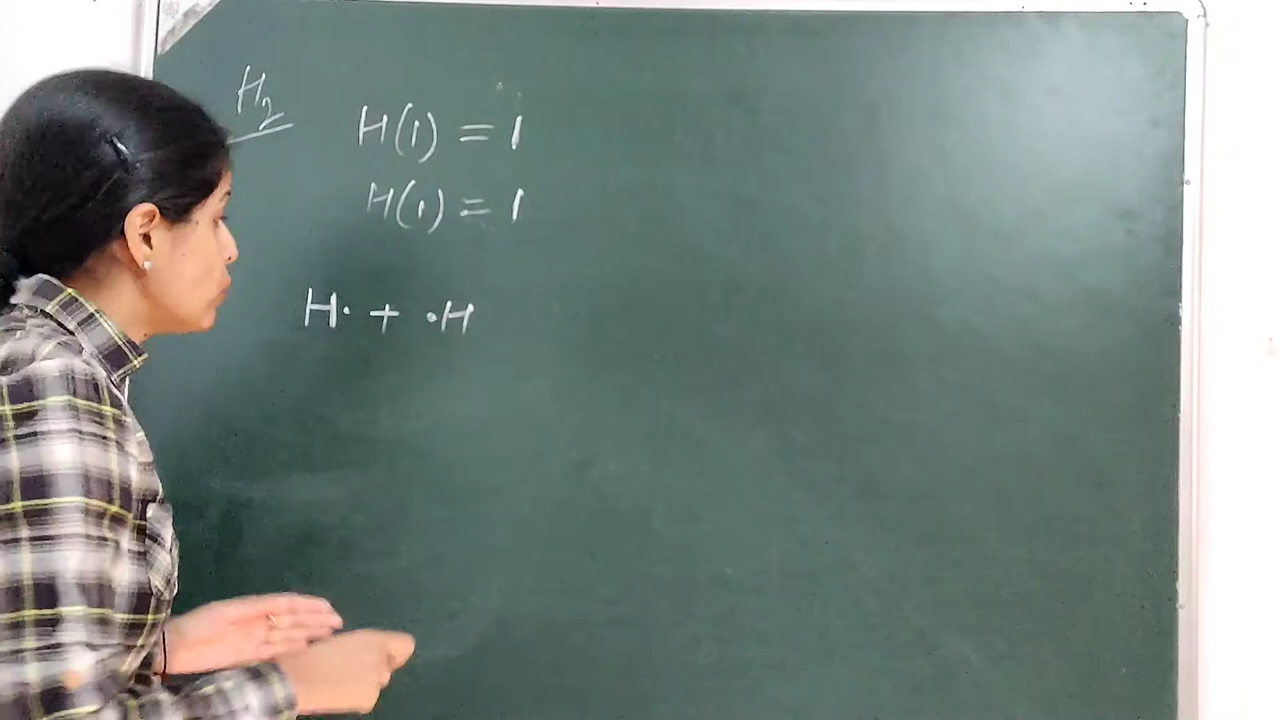 H₂
H(1) = 1
H(1) = 1
H· + ·H